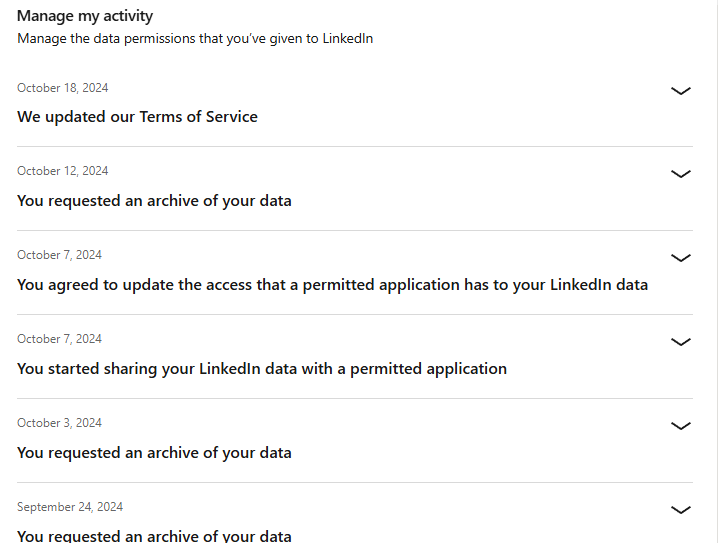 Manage my activity
Manage the data permissions that you’ve given to LinkedIn
October 18, 2024
We updated our Terms of Service
October 12, 2024
You requested an archive of your data
October 7, 2024
You agreed to update the access that a permitted application has to your LinkedIn data
October 7, 2024
You started sharing your LinkedIn data with a permitted application
October 3, 2024
You requested an archive of your data
September 24, 2024
You requested an archive of your data